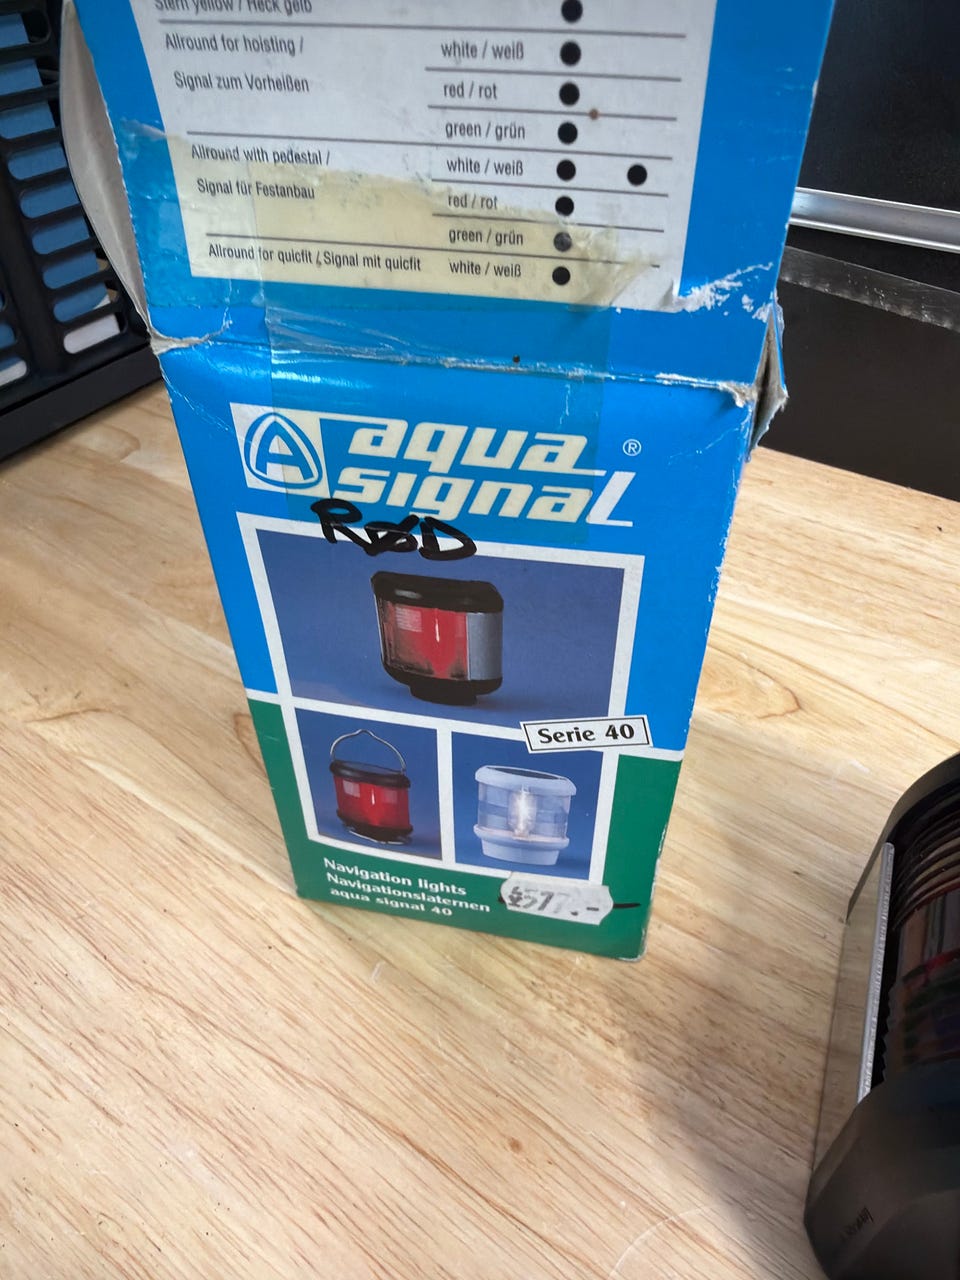 Stern yellow / Heck gelb
Allround for hoisting / white / weiß
Signal zum Vorheißen red / rot
green / grün
Allround with pedestal / white / weiß
Signal für Festanbau red / rot
green / grün
Allround for quicfit / Signal mit quicfit white / weiß
A aqua ®
signal
RØD
Serie 40
Navigation lights
Navigationslaternen
aqua signal 40